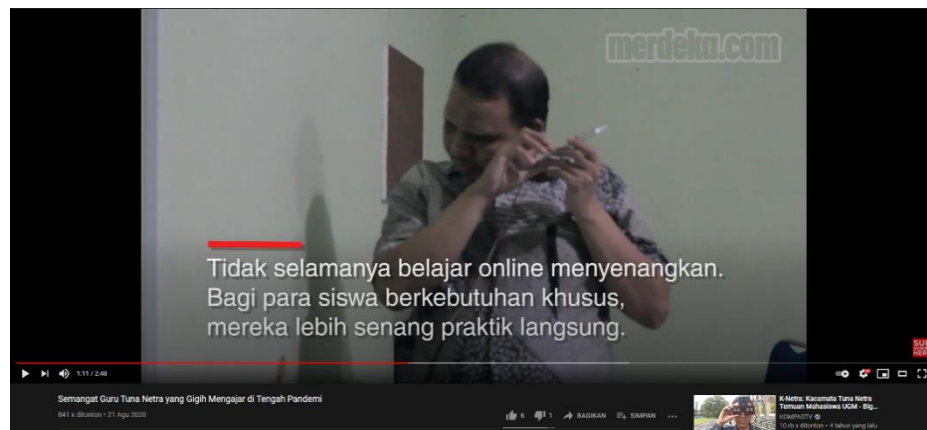 merdeka.com
Tidak selamanya belajar online menyenangkan.
Bagi para siswa berkebutuhan khusus,
mereka lebih senang praktik langsung.
1:11 / 2:48
Semangat Guru Tuna Netra yang Gigih Mengajar di Tengah Pandemi
841 x ditonton • 21 Agu 2020
6
1
BAGIKAN
SIMPAN
K-Netra: Kacamata Tuna Netra
Temuan Mahasiswa UGM - Big...
KOMPASTV
10 rb x ditonton • 4 tahun yang lalu